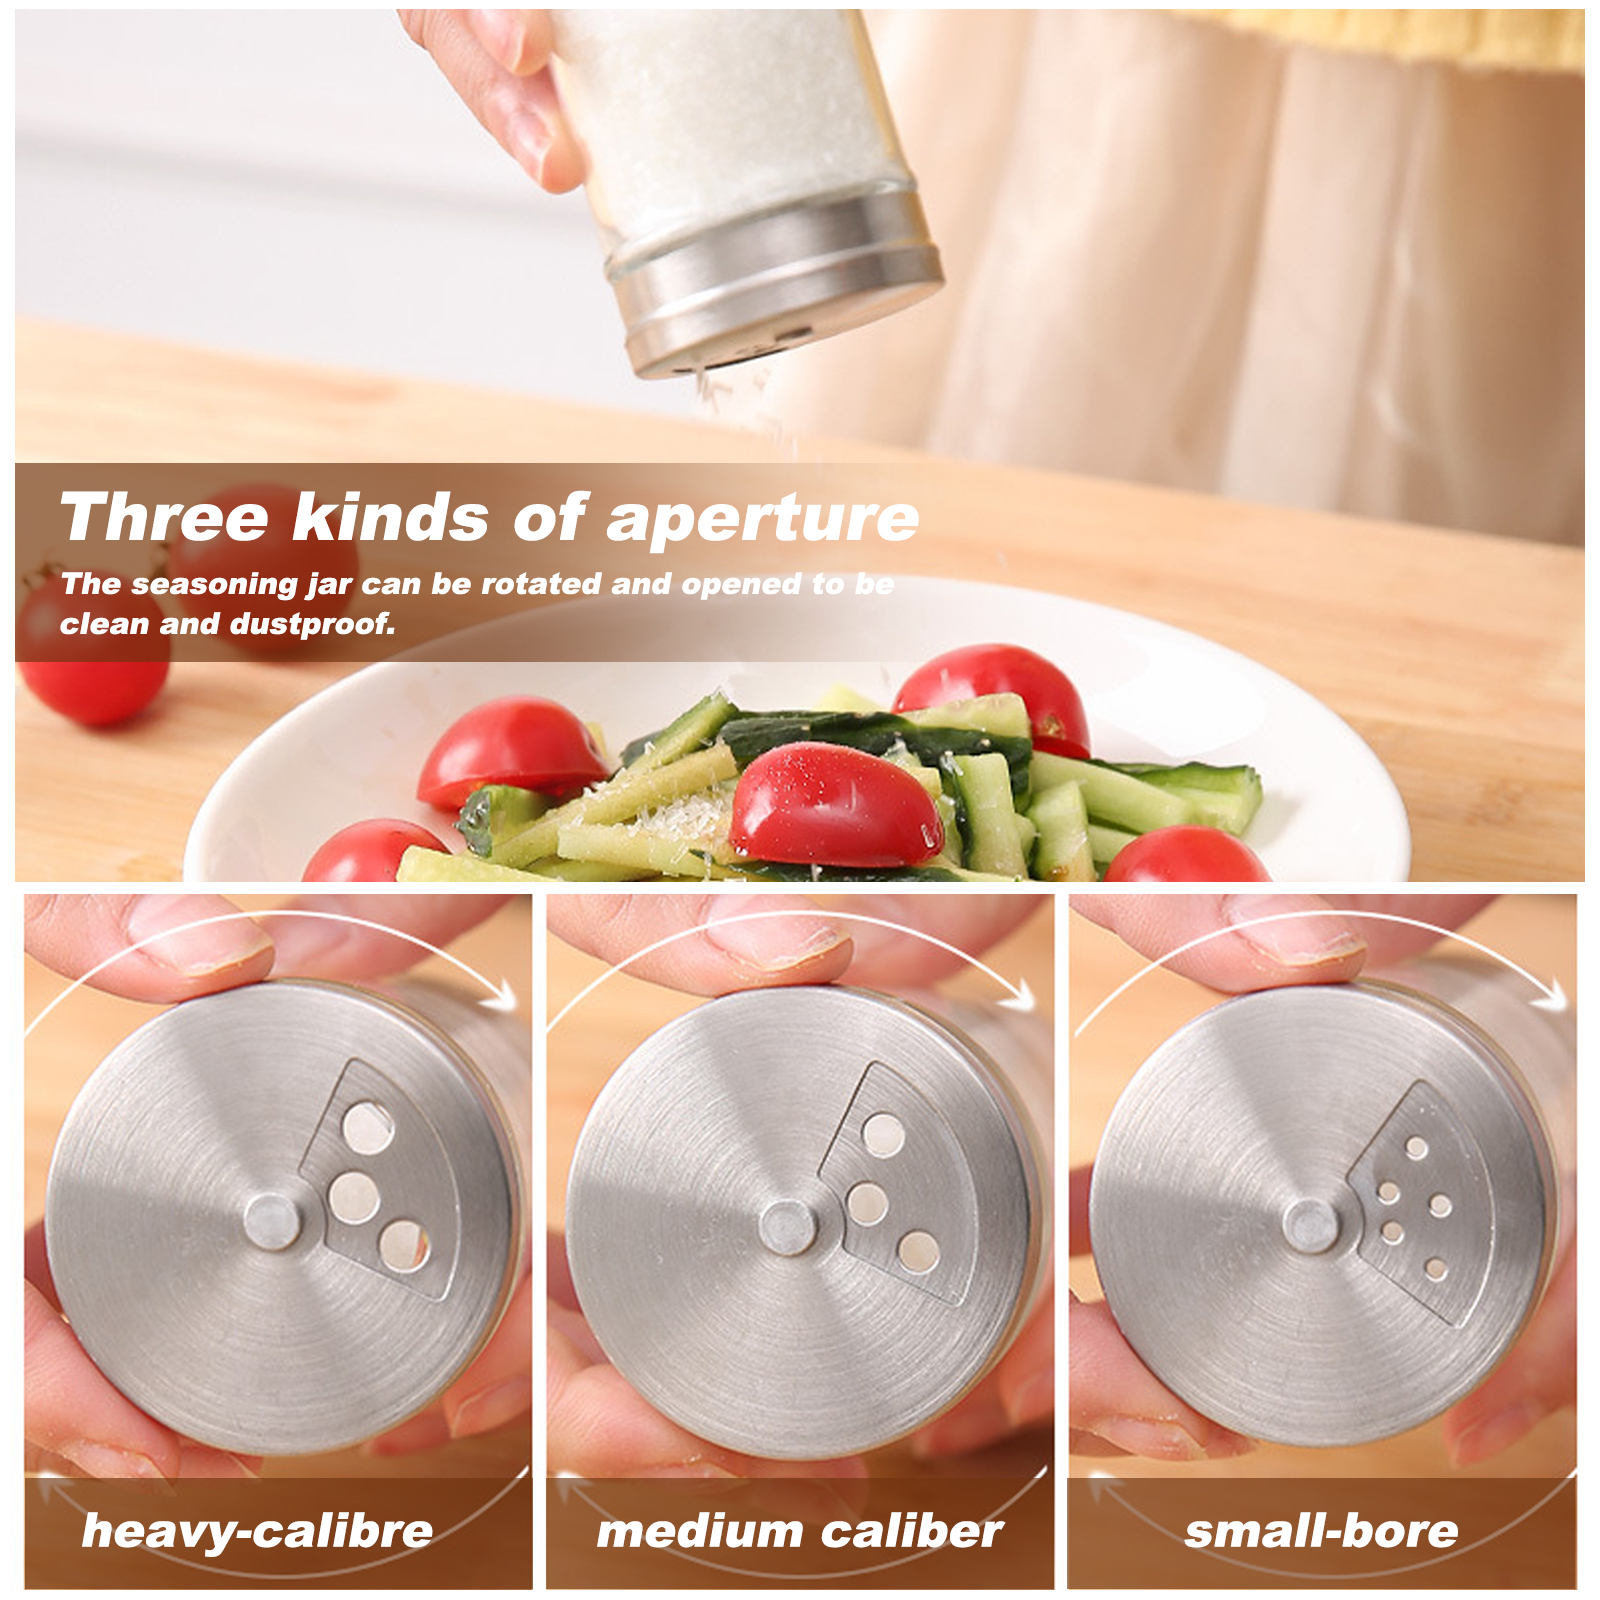 Three kinds of aperture
The seasoning jar can be rotated and opened to be
clean and dustproof.
heavy-calibre
medium caliber
small-bore